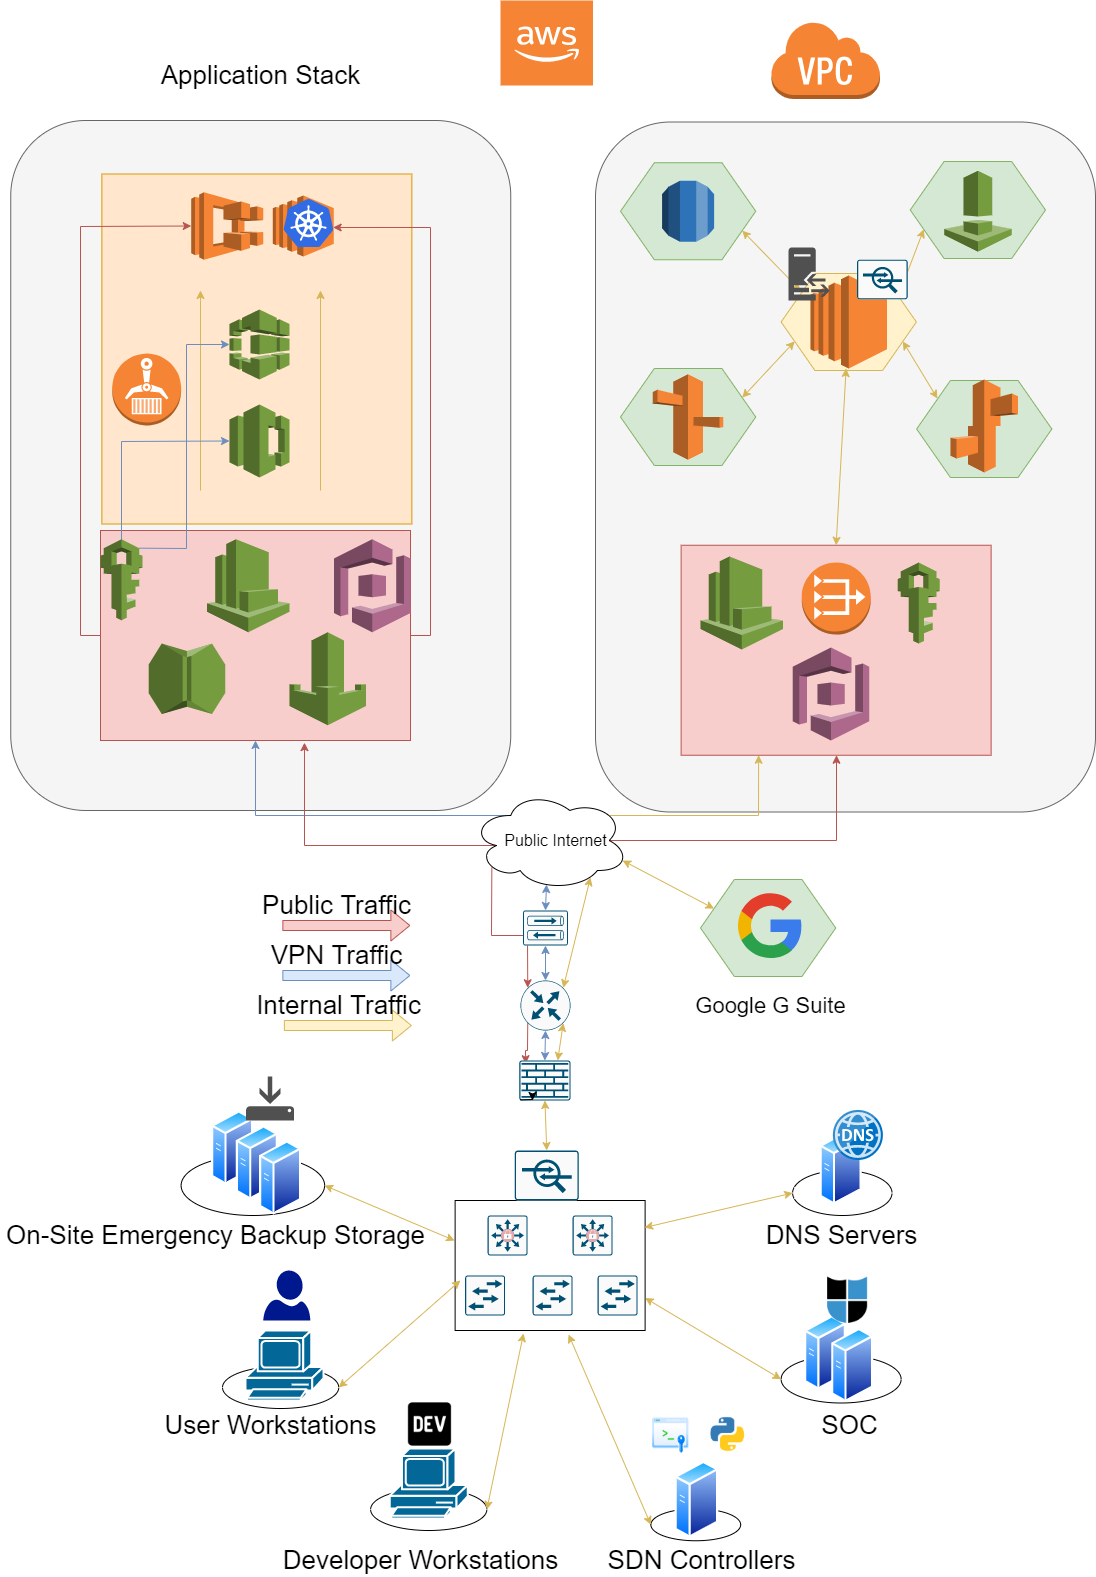 aws
VPC
Application Stack
Public Internet
Public Traffic
VPN Traffic
Internal Traffic
Google G Suite
DNS
On-Site Emergency Backup Storage
DNS Servers
User Workstations
SOC
DEV
>_
Developer Workstations
SDN Controllers